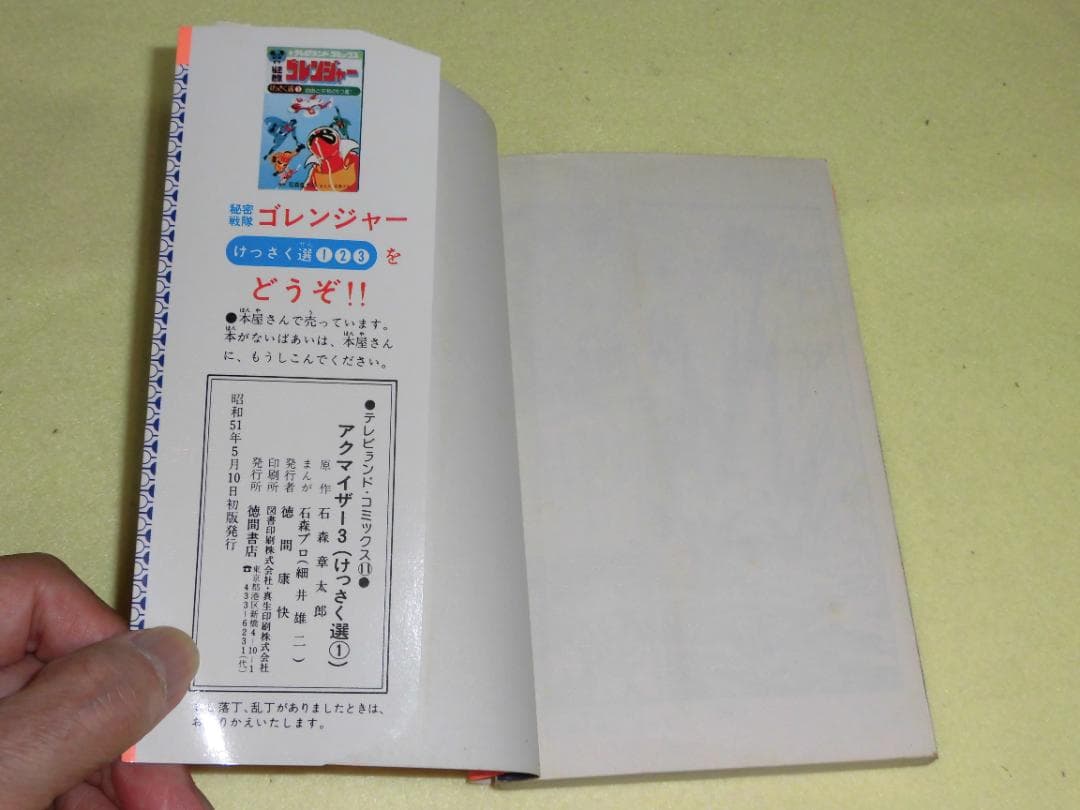 テレビランド・コミックス
秘密戦隊
ゴレンジャー
けっさく選❶
秘密戦隊 ゴレンジャー
けっさく選❶❷❸を
どうぞ!!
●本屋さんで売っています。
本がないばあいは、本屋さん
に、もうしこんでください。
●テレビランド・コミックス⑪●
アクマイザー3(けっさく選①)
原作 石森章太郎
まんが 石森プロ(細井雄二)
発行者 徳間康快
印刷所 図書印刷株式会社・真生印刷株式会社
発行所 徳間書店 東京都港区新橋4-10-1
☎433-6231(代)
昭和51年5月10日初版発行
落丁、乱丁がありましたときは、
お りかえいたします。